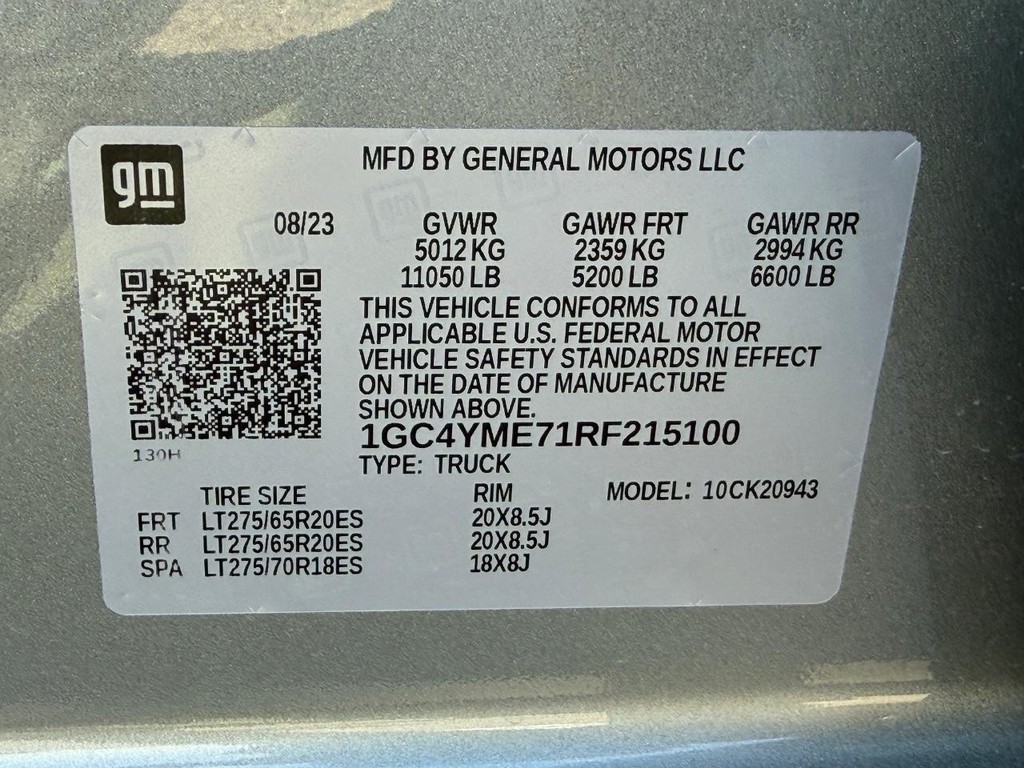 gm
MFD BY GENERAL MOTORS LLC
08/23 GVWR GAWR FRT GAWR RR
5012 KG 2359 KG 2994 KG
11050 LB 5200 LB 6600 LB
THIS VEHICLE CONFORMS TO ALL
APPLICABLE U.S. FEDERAL MOTOR
VEHICLE SAFETY STANDARDS IN EFFECT
ON THE DATE OF MANUFACTURE
SHOWN ABOVE.
1GC4YME71RF215100
130H
TYPE: TRUCK
TIRE SIZE RIM MODEL: 10CK20943
FRT LT275/65R20ES 20X8.5J
RR LT275/65R20ES 20X8.5J
SPA LT275/70R18ES 18X8J